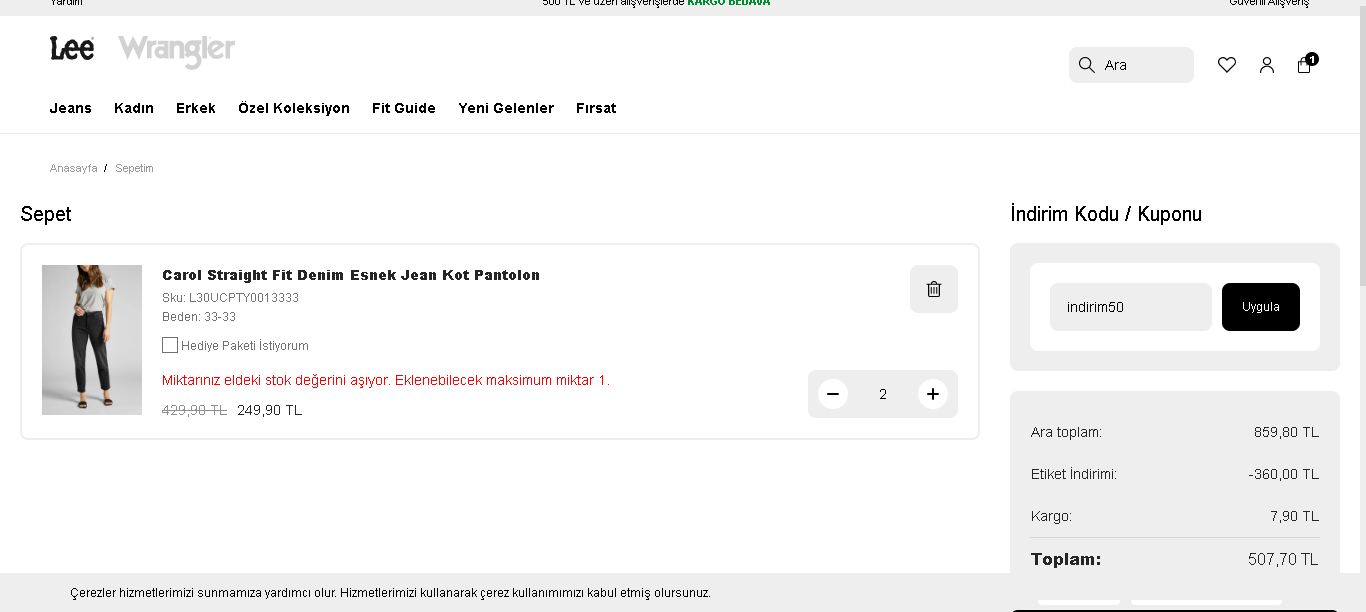 Yardım
500 TL ve üzeri alışverişlerde KARGO BEDAVA
Güvenli Alışveriş
Lee Wrangler
Ara
1
Jeans Kadın Erkek Özel Koleksiyon Fit Guide Yeni Gelenler Fırsat
Anasayfa / Sepetim
Sepet
Carol Straight Fit Denim Esnek Jean Kot Pantolon
Sku: L30UCPTY0013333
Beden: 33-33
Hediye Paketi İstiyorum
Miktarınız eldeki stok değerini aşıyor. Eklenebilecek maksimum miktar 1.
429,90 TL 249,90 TL
2
İndirim Kodu / Kuponu
indirim50
Uygula
Ara toplam: 859,80 TL
Etiket İndirimi: -360,00 TL
Kargo: 7,90 TL
Toplam: 507,70 TL
Çerezler hizmetlerimizi sunmamıza yardımcı olur. Hizmetlerimizi kullanarak çerez kullanımımızı kabul etmiş olursunuz.